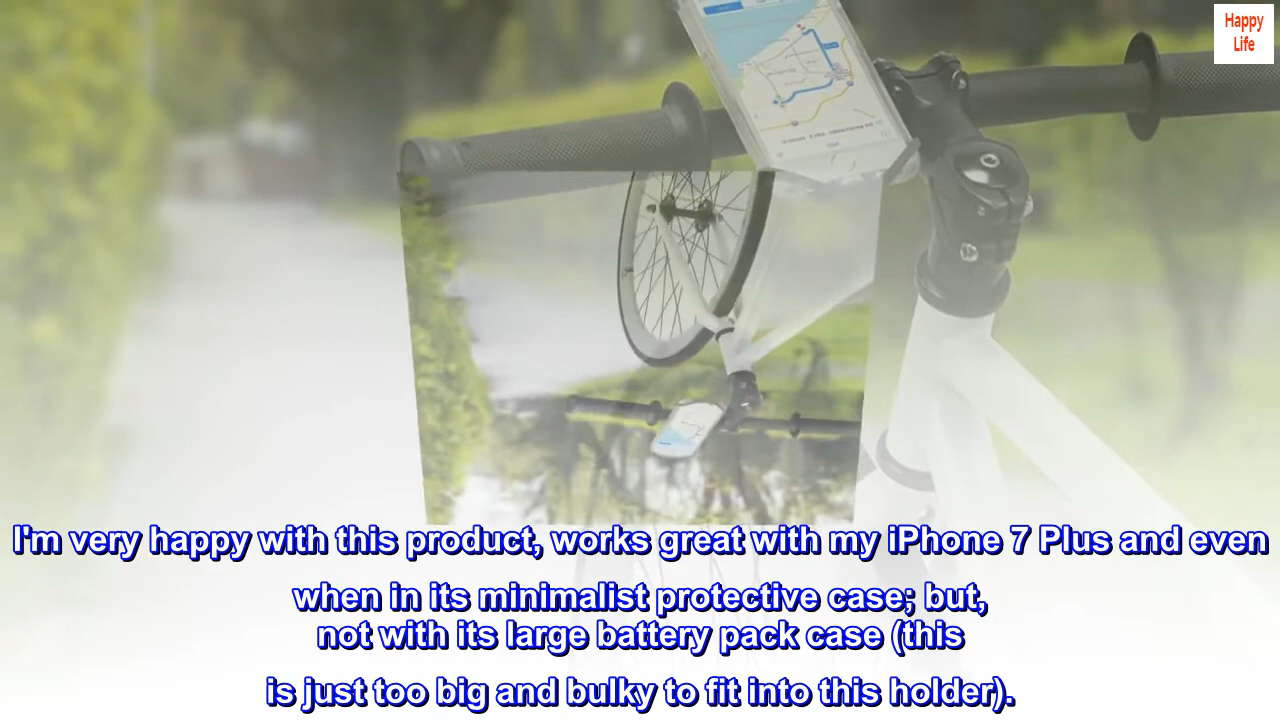 Happy
Life
I'm very happy with this product, works great with my iPhone 7 Plus and even
when in its minimalist protective case; but,
not with its large battery pack case (this
is just too big and bulky to fit into this holder).